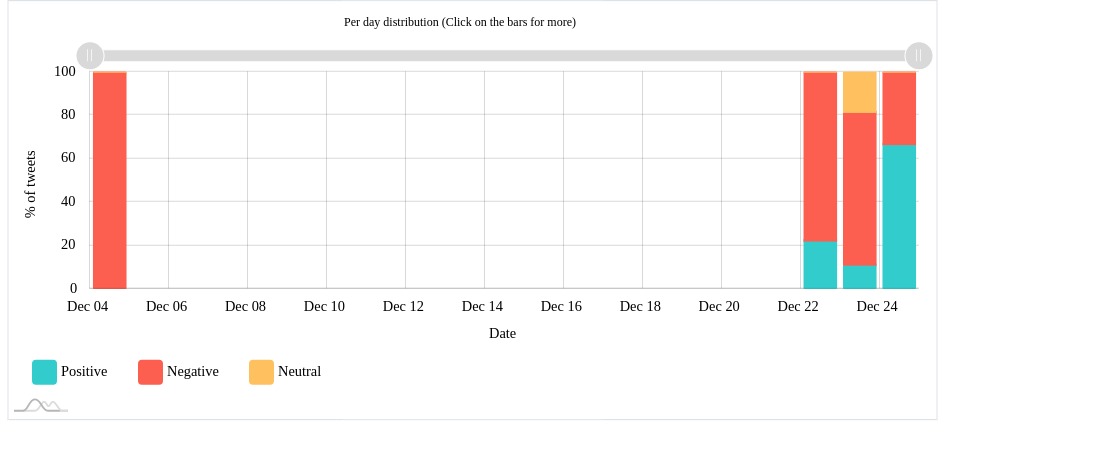 Per day distribution (Click on the bars for more)
100
80
60
40
20
0
% of tweets
Dec 04 Dec 06 Dec 08 Dec 10 Dec 12 Dec 14 Dec 16 Dec 18 Dec 20 Dec 22 Dec 24
Date
Positive Negative Neutral